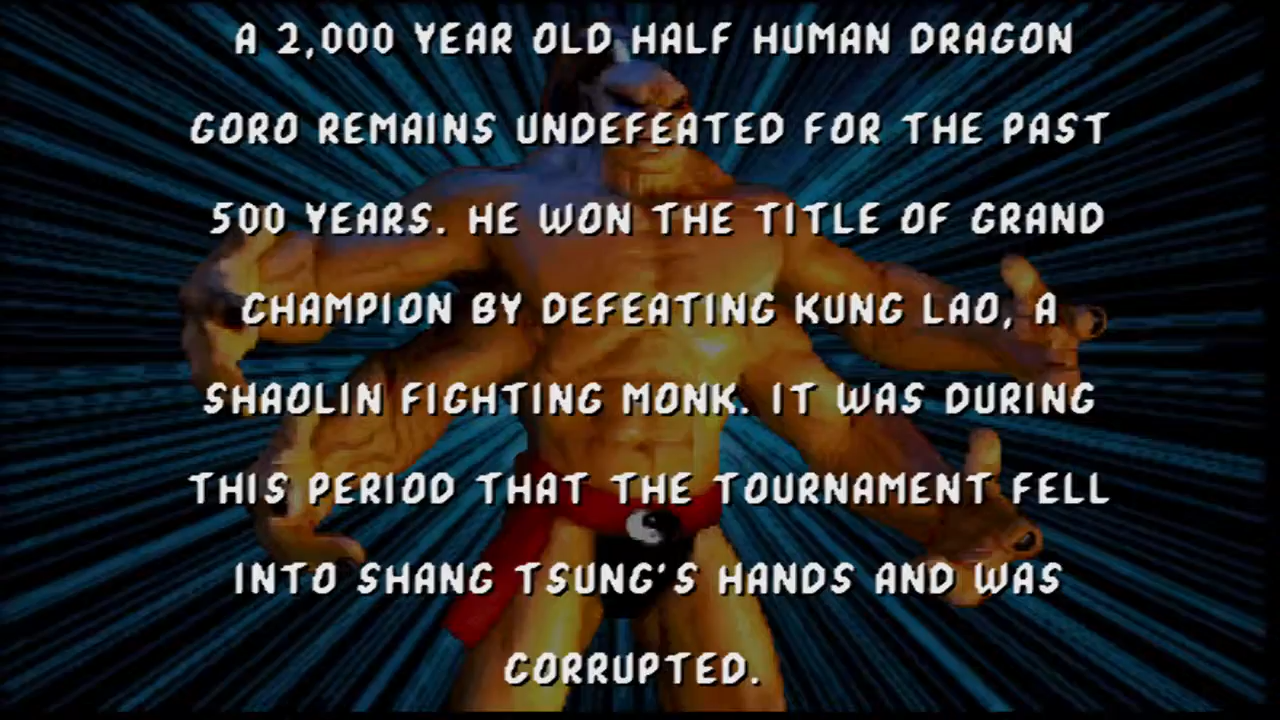 A 2,000 YEAR OLD HALF HUMAN DRAGON
GORO REMAINS UNDEFEATED FOR THE PAST
500 YEARS. HE WON THE TITLE OF GRAND
CHAMPION BY DEFEATING KUNG LAO, A
SHAOLIN FIGHTING MONK. IT WAS DURING
THIS PERIOD THAT THE TOURNAMENT FELL
INTO SHANG TSUNG'S HANDS AND WAS
CORRUPTED.